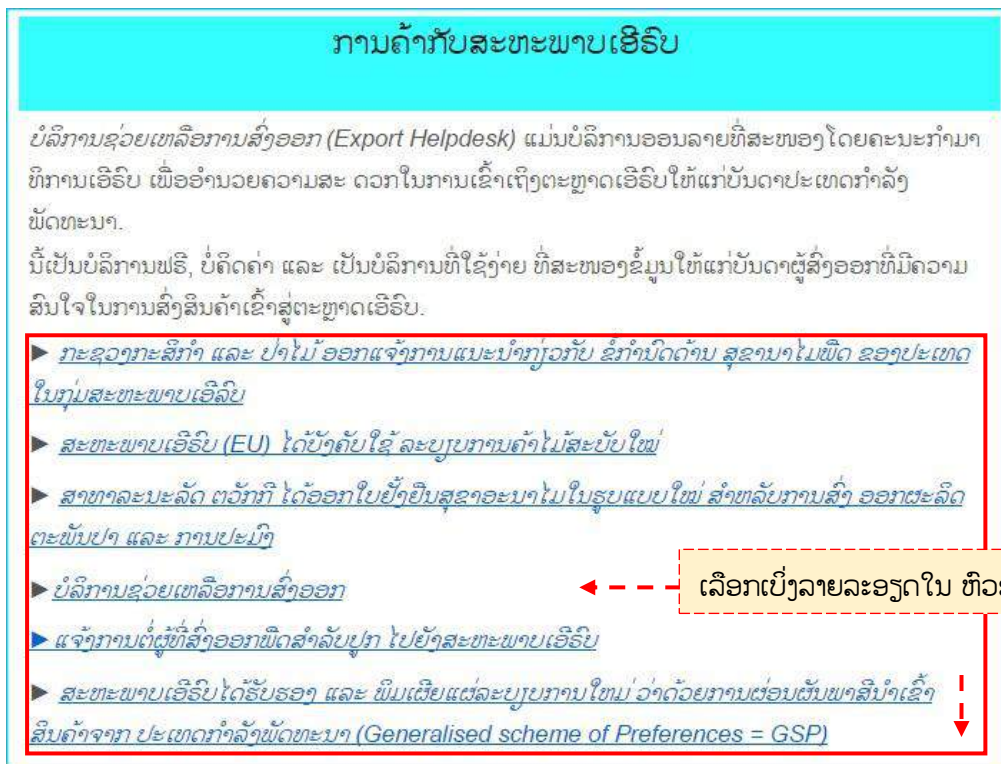 ການຄ້າກັບສະຫະພາບເອີຣົບ
ບໍລິການຊ່ວຍເຫລືອການສົ່ງອອກ (Export Helpdesk) ແມ່ນບໍລິການອອນລາຍທີ່ສະໜອງໂດຍຄະນະກຳມາ
ທິການເອີຣົບ ເພື່ອອຳນວຍຄວາມສະ ດວກໃນການເຂົ້າເຖິງຕະຫຼາດເອີຣົບໃຫ້ແກ່ບັນດາປະເທດກຳລັງ
ພັດທະນາ.
ນີ້ເປັນບໍລິການຟຣີ, ບໍ່ຄິດຄ່າ ແລະ ເປັນບໍລິການທີ່ໃຊ້ງ່າຍ ທີ່ສະໜອງຂໍ້ມູນໃຫ້ແກ່ບັນດາຜູ້ສົ່ງອອກທີ່ມີຄວາມ
ສົນໃຈໃນການສົ່ງສິນຄ້າເຂົ້າສູ່ຕະຫຼາດເອີຣົບ.
► ກະຊວງກະສິກຳ ແລະ ປ່າໄມ້ ອອກແຈ້ງການແນະນຳກ່ຽວກັບ ຂໍ້ກຳນົດດ້ານ ສຸຂານາໄມພືດ ຂອງປະເທດ
ໃນກຸ່ມສະຫະພາບເອີລົບ
► ສະຫະພາບເອີຣົບ (EU) ໄດ້ບັງຄັບໃຊ້ ລະບຽບການຄ້າໄມ້ສະບັບໃໝ່
► ສາທາລະນະລັດ ຕວັກກີ ໄດ້ອອກໃບຢັ້ງຢືນສຸຂາອະນາໄມໃນຮູບແບບໃໝ່ ສຳຫລັບການສົ່ງ ອອກຜະລິດ
ຕະພັນປາ ແລະ ການປະມົງ
► ບໍລິການຊ່ວຍເຫລືອການສົ່ງອອກ
ເລືອກເບິ່ງລາຍລະອຽດໃນ
► ແຈ້ງການຕໍ່ຜູ້ທີ່ສົ່ງອອກພືດສຳລັບປູກ ໄປຍັງສະຫະພາບເອີຣົບ
► ສະຫະພາບເອີຣົບໄດ້ຮັບຮອງ ແລະ ພິມເຜີຍແຜ່ລະບຽບການໃຫມ່ ວ່າດ້ວຍການຜ່ອນຜັນພາສີນຳເຂົ້າ
ສິນຄ້າຈາກ ປະເທດກຳລັງພັດທະນາ (Generalised scheme of Preferences = GSP)